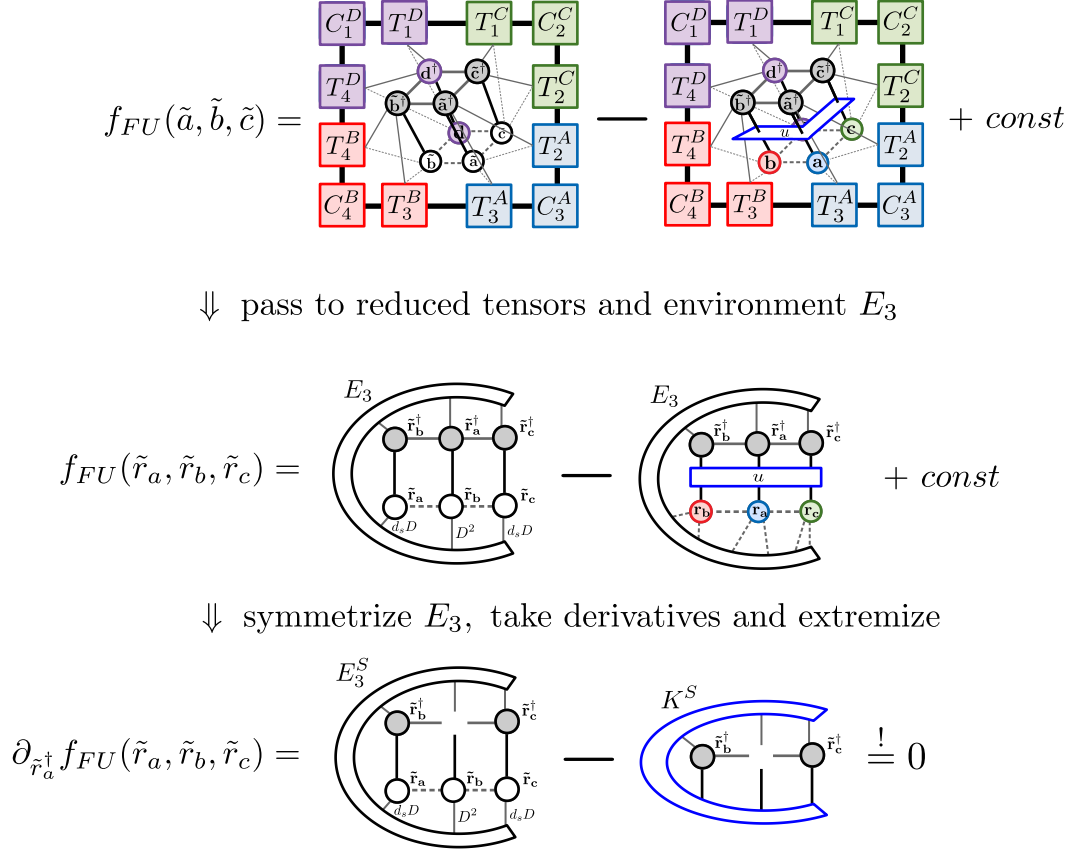 C_1^D T_1^D T_1^C C_2^C C_1^D T_1^D T_1^C C_2^C
T_4^D d† c̃† T_2^C T_4^D d† c̃† T_2^C
b̃† ã† b̃† ã†
f_{FU}(ã, b̃, c̃) = d c̃ — u c + const
T_4^B b̃ ã T_2^A T_4^B b a T_2^A
C_4^B T_3^B T_3^A C_3^A C_4^B T_3^B T_3^A C_3^A
⇓ pass to reduced tensors and environment E_3
E_3 E_3
r̃_b† r̃_a† r̃_c† r̃_b† r̃_a† r̃_c†
f_{FU}(r̃_a, r̃_b, r̃_c) = — u + const
r̃_a r̃_b r̃_c r_b r_a r_c
d_sD D^2 d_sD
⇓ symmetrize E_3, take derivatives and extremize
E_3^S K^S
r̃_b† r̃_c† r̃_b† r̃_c†
∂_{r̃_a†} f_{FU}(r̃_a, r̃_b, r̃_c) = — =! 0
r̃_a r̃_b r̃_c
d_sD D^2 d_sD